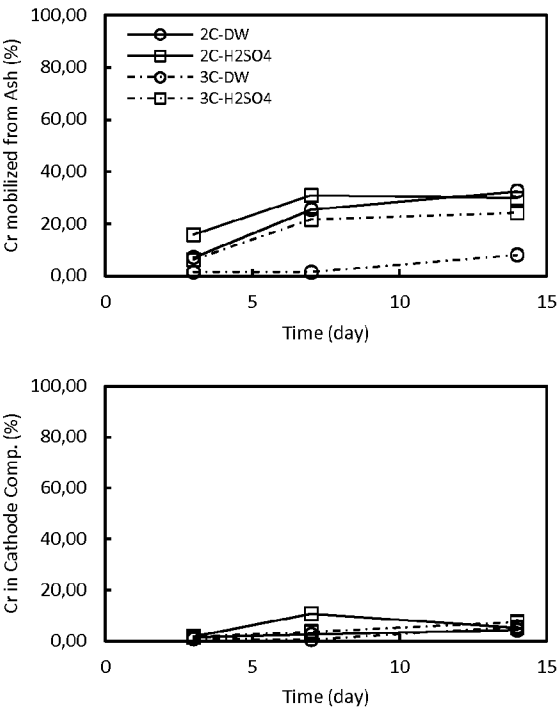 Cr mobilized from Ash (%)
100,00
80,00
60,00
40,00
20,00
0,00
2C-DW
2C-H2SO4
3C-DW
3C-H2SO4
0 5 10 15
Time (day)
Cr in Cathode Comp. (%)
100,00
80,00
60,00
40,00
20,00
0,00
0 5 10 15
Time (day)